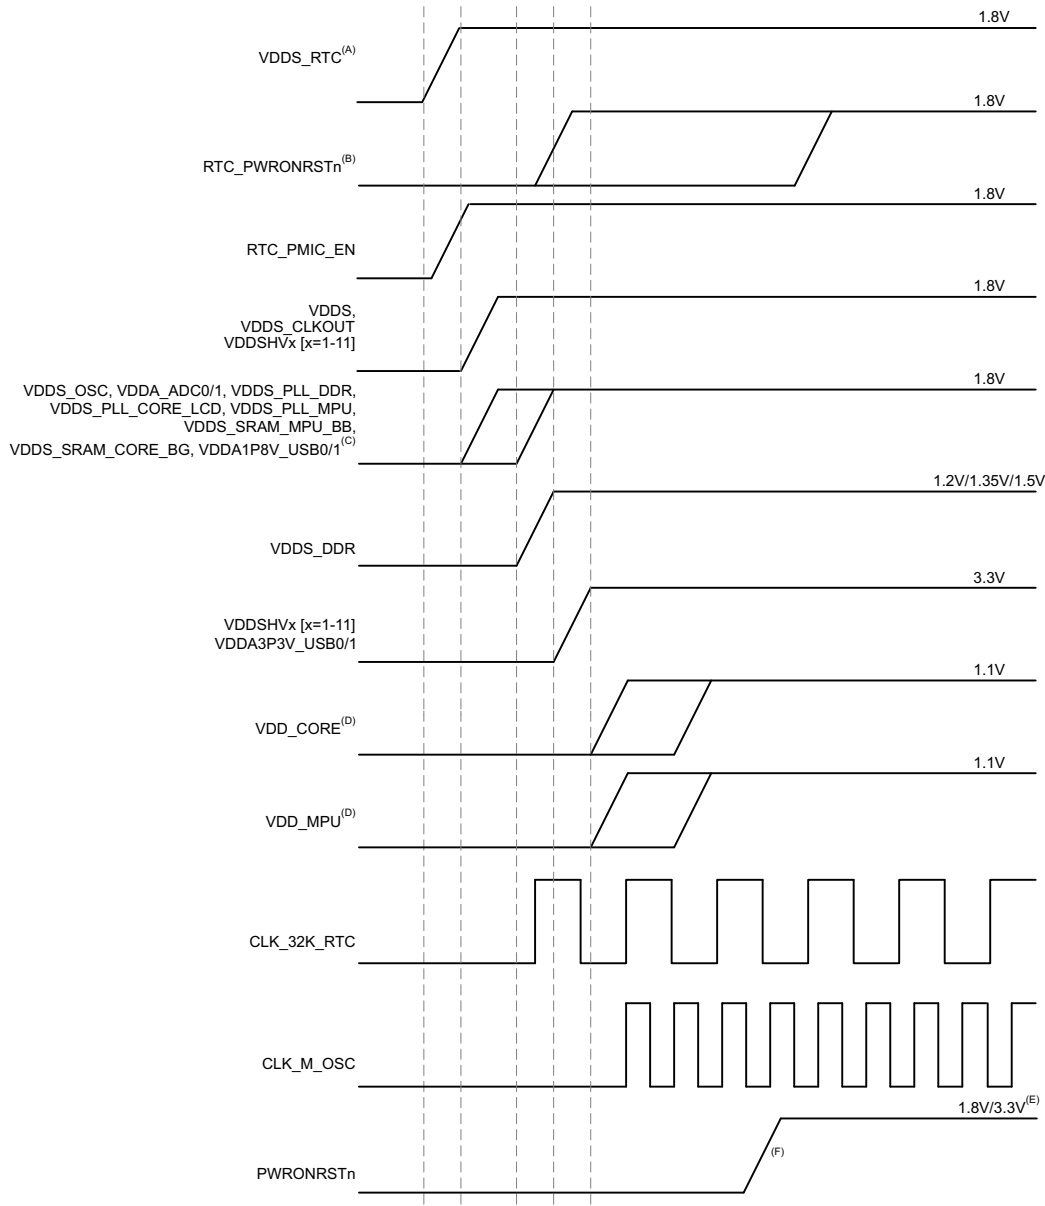 1.8V
VDDS_RTC(A)
1.8V
RTC_PWRONRSTn(B)
1.8V
RTC_PMIC_EN
1.8V
VDDS,
VDDS_CLKOUT
VDDSHVx [x=1-11]
1.8V
VDDS_OSC, VDDA_ADC0/1, VDDS_PLL_DDR,
VDDS_PLL_CORE_LCD, VDDS_PLL_MPU,
VDDS_SRAM_MPU_BB,
VDDS_SRAM_CORE_BG, VDDA1P8V_USB0/1(C)
1.2V/1.35V/1.5V
VDDS_DDR
3.3V
VDDSHVx [x=1-11]
VDDA3P3V_USB0/1
1.1V
VDD_CORE(D)
1.1V
VDD_MPU(D)
CLK_32K_RTC
CLK_M_OSC
1.8V/3.3V(E)
(F)
PWRONRSTn